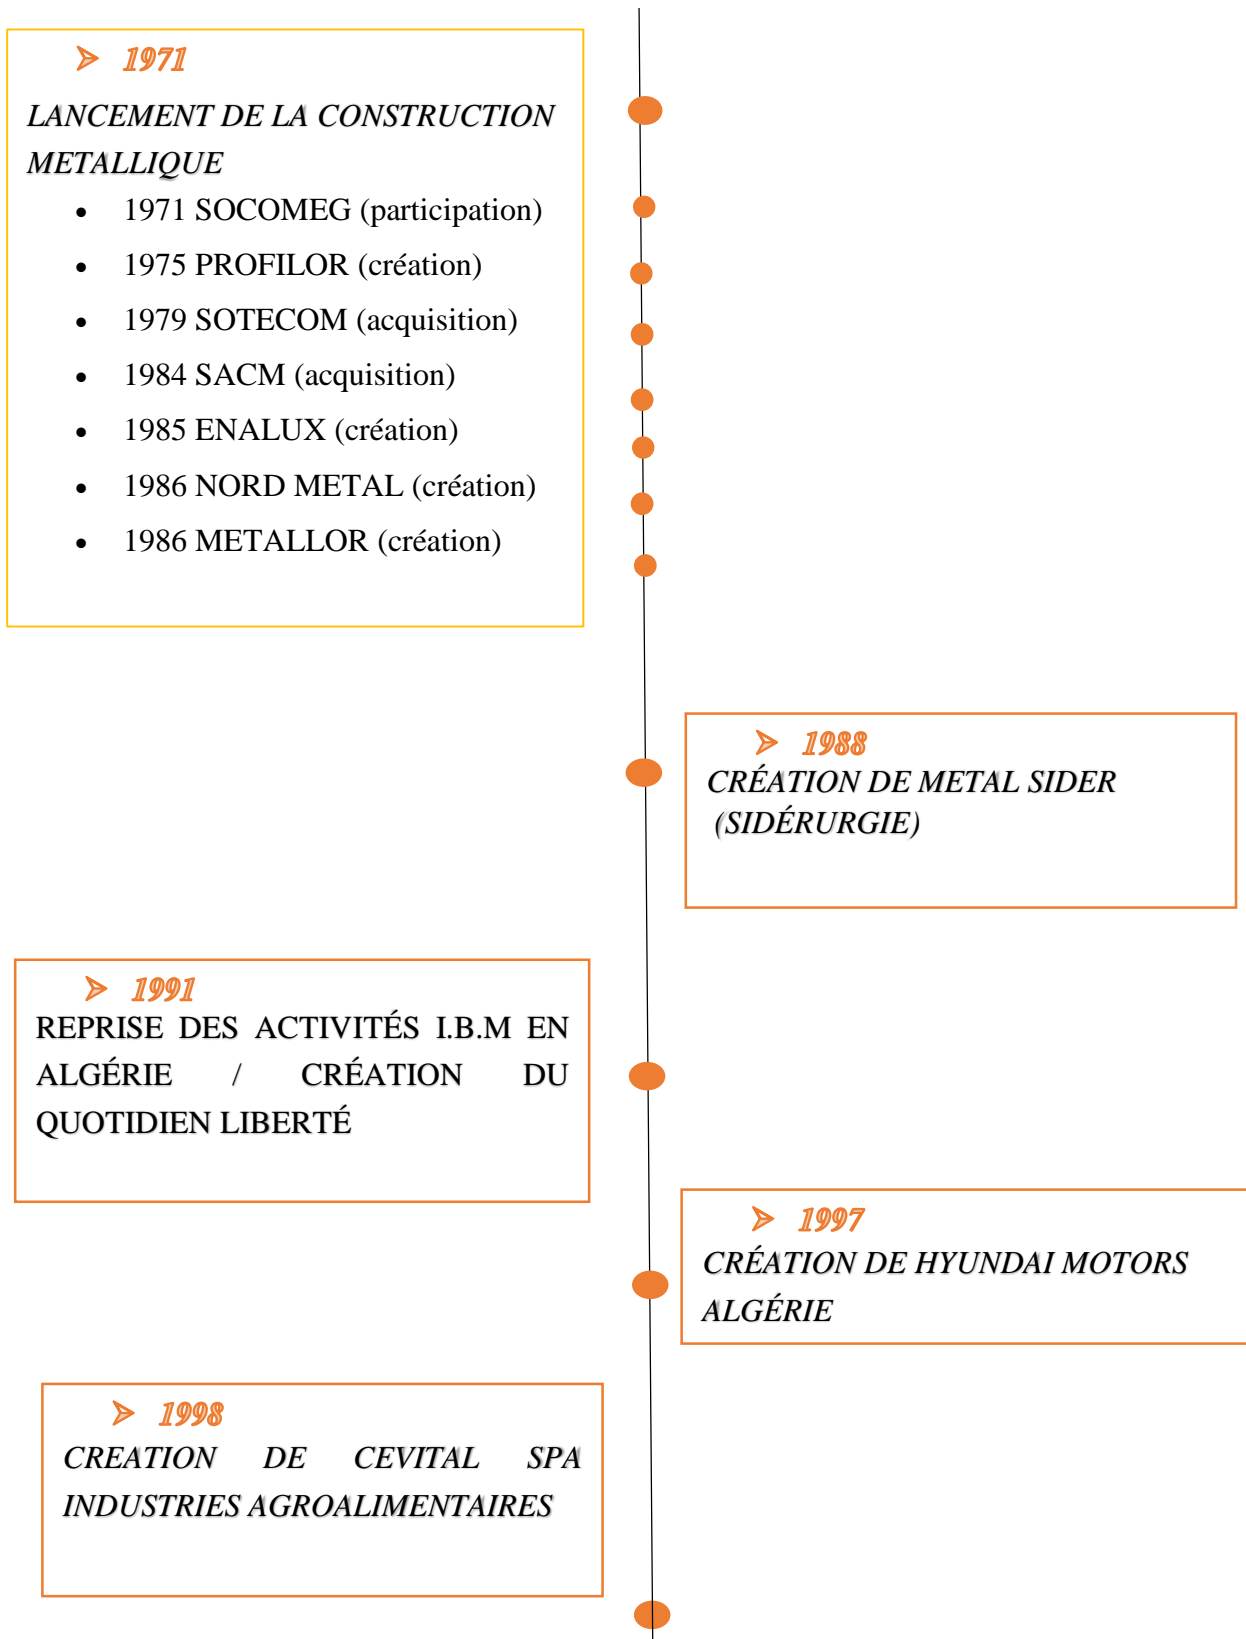 ➢ 1971
LANCEMENT DE LA CONSTRUCTION
METALLIQUE
• 1971 SOCOMEG (participation)
• 1975 PROFILOR (création)
• 1979 SOTECOM (acquisition)
• 1984 SACM (acquisition)
• 1985 ENALUX (création)
• 1986 NORD METAL (création)
• 1986 METALLOR (création)
➢ 1988
CRÉATION DE METAL SIDER
(SIDÉRURGIE)
➢ 1991
REPRISE DES ACTIVITÉS I.B.M EN
ALGÉRIE / CRÉATION DU
QUOTIDIEN LIBERTÉ
➢ 1997
CRÉATION DE HYUNDAI MOTORS
ALGÉRIE
➢ 1998
CREATION DE CEVITAL SPA
INDUSTRIES AGROALIMENTAIRES